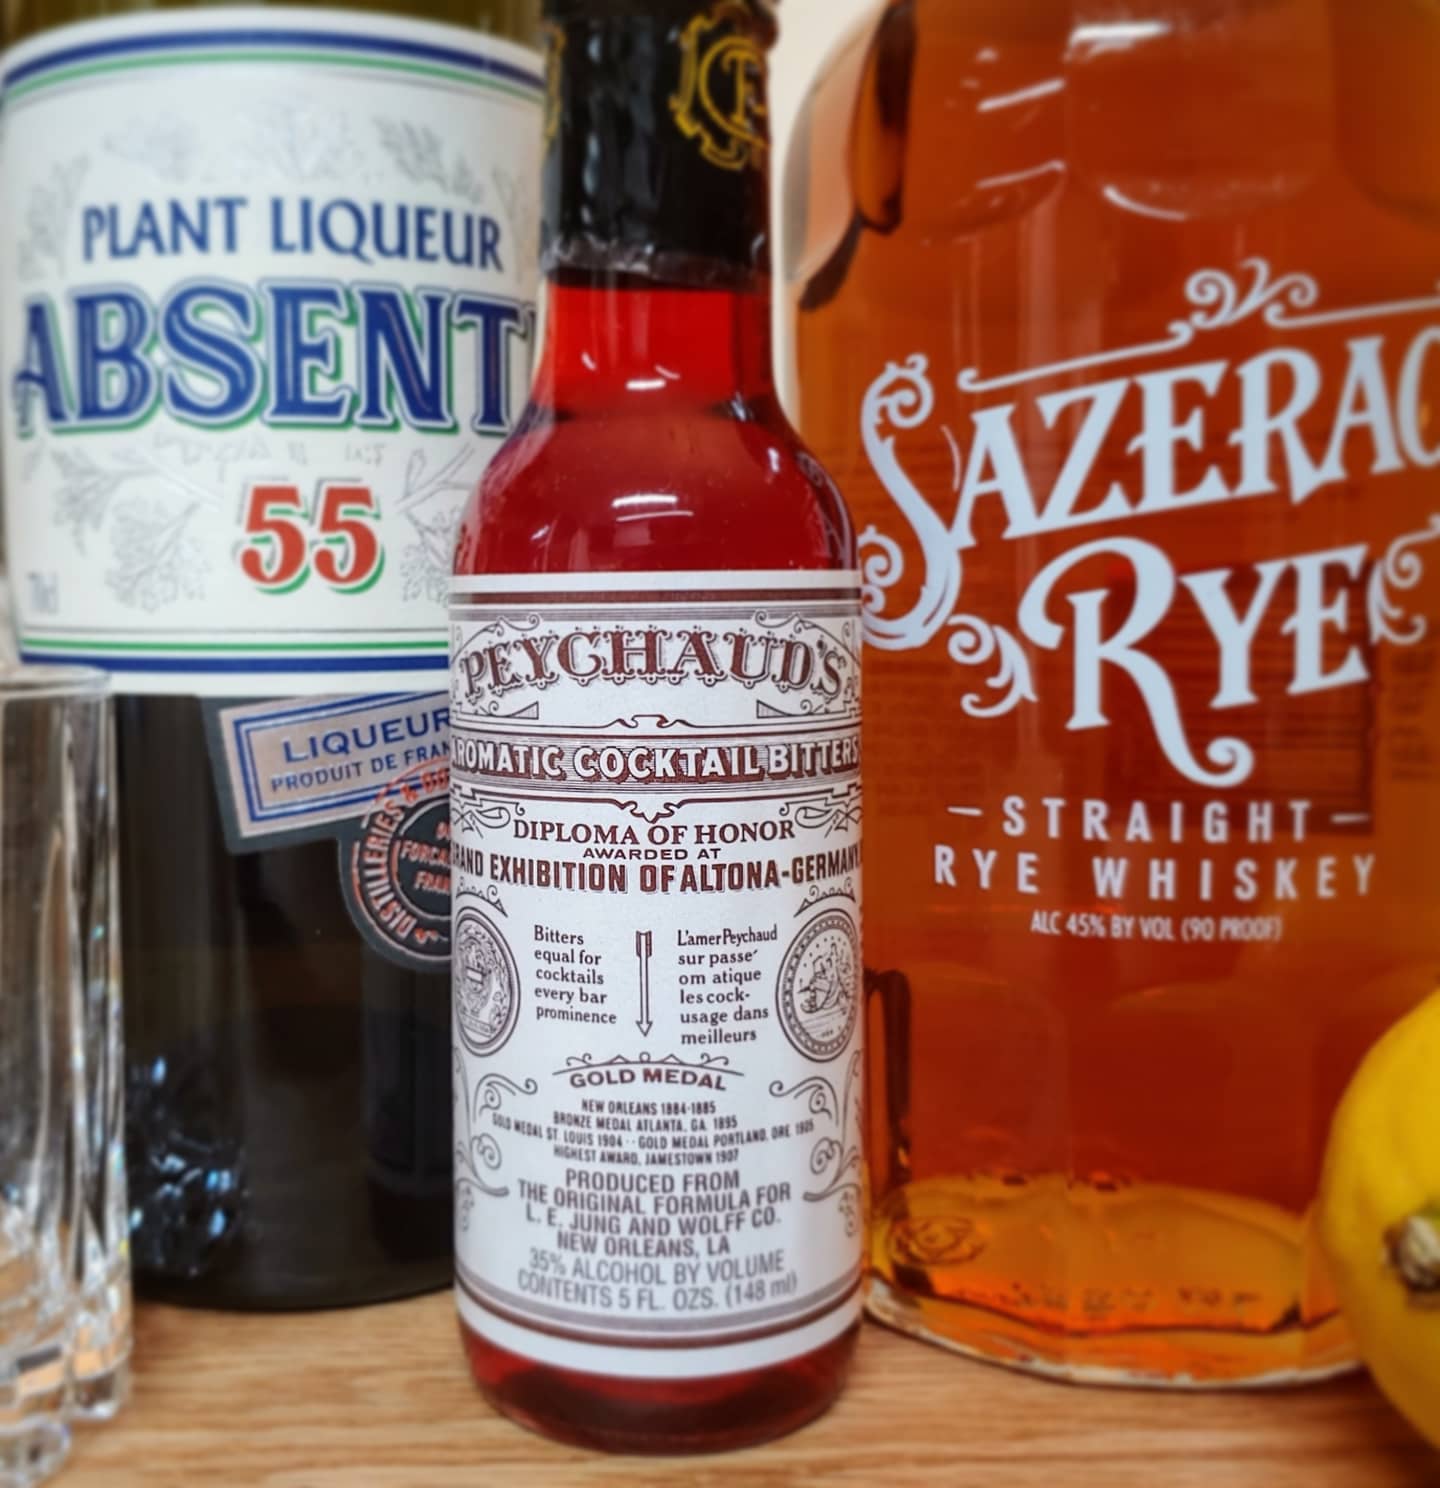 PLANT LIQUEUR
ABSENT
55
70cl
LIQUEUR
PRODUIT DE FRAN
DISTILLERIES &
FORCAL
FRAN
PEYCHAUD'S
AROMATIC COCKTAIL BITTERS
DIPLOMA OF HONOR
AWARDED AT
GRAND EXHIBITION OF ALTONA-GERMANY
Bitters
equal for
cocktails
every bar
prominence
L'amer Peychaud
sur passe´
om atique
les cock-
usage dans
meilleurs
GOLD MEDAL
NEW ORLEANS 1884-1885
BRONZE MEDAL ATLANTA, GA. 1895
GOLD MEDAL ST. LOUIS 1904 - - GOLD MEDAL PORTLAND, ORE. 1905
HIGHEST AWARD, JAMESTOWN 1907
PRODUCED FROM
THE ORIGINAL FORMULA FOR
L. E. JUNG AND WOLFF CO.
NEW ORLEANS, LA
35% ALCOHOL BY VOLUME
CONTENTS 5 FL. OZS. (148 ml)
SAZERAC
RYE
— STRAIGHT —
RYE WHISKEY
ALC 45% BY VOL (90 PROOF)